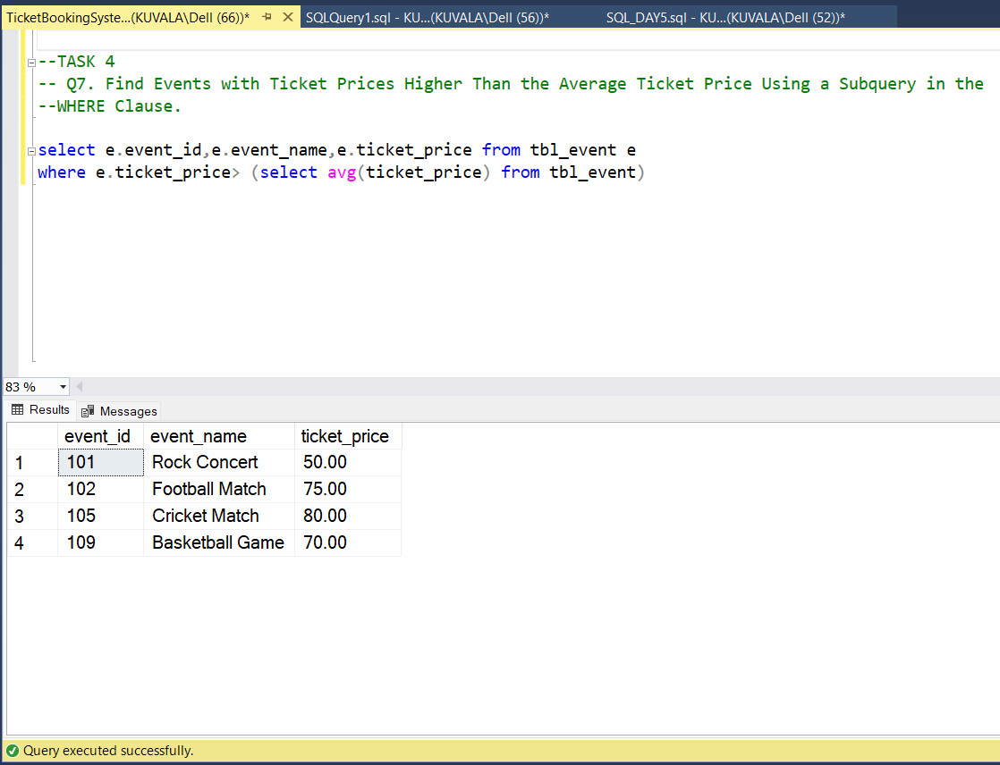 TicketBookingSyste...(KUVALA\Dell (66))* SQLQuery1.sql - KU...(KUVALA\Dell (56))* SQL_DAY5.sql - KU...(KUVALA\Dell (52))*
--TASK 4
-- Q7. Find Events with Ticket Prices Higher Than the Average Ticket Price Using a Subquery in the
--WHERE Clause.
select e.event_id,e.event_name,e.ticket_price from tbl_event e
where e.ticket_price> (select avg(ticket_price) from tbl_event)
83 %
Results Messages
event_id event_name ticket_price
1 101 Rock Concert 50.00
2 102 Football Match 75.00
3 105 Cricket Match 80.00
4 109 Basketball Game 70.00
Query executed successfully.